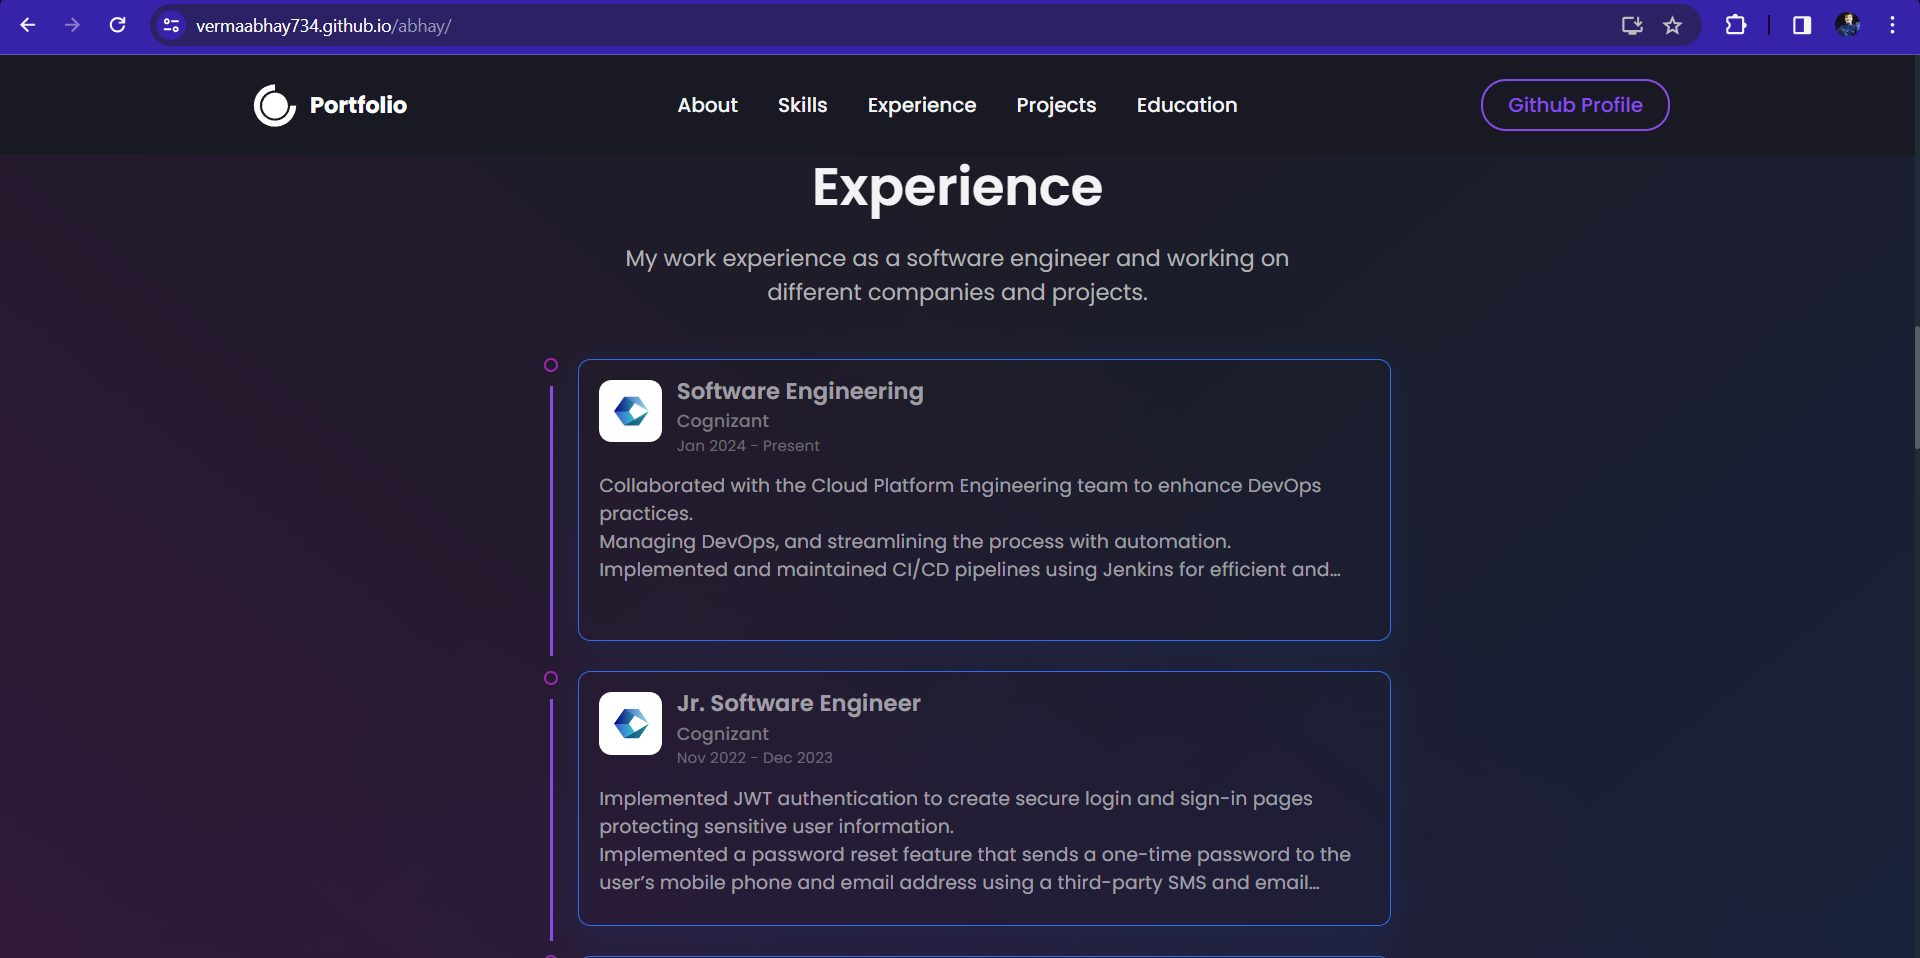 vermaabhay734.github.io/abhay/
Portfolio
About
Skills
Experience
Projects
Education
Github Profile
Experience
My work experience as a software engineer and working on
different companies and projects.
Software Engineering
Cognizant
Jan 2024 - Present
Collaborated with the Cloud Platform Engineering team to enhance DevOps
practices.
Managing DevOps, and streamlining the process with automation.
Implemented and maintained CI/CD pipelines using Jenkins for efficient and...
Jr. Software Engineer
Cognizant
Nov 2022 - Dec 2023
Implemented JWT authentication to create secure login and sign-in pages
protecting sensitive user information.
Implemented a password reset feature that sends a one-time password to the
user’s mobile phone and email address using a third-party SMS and email...